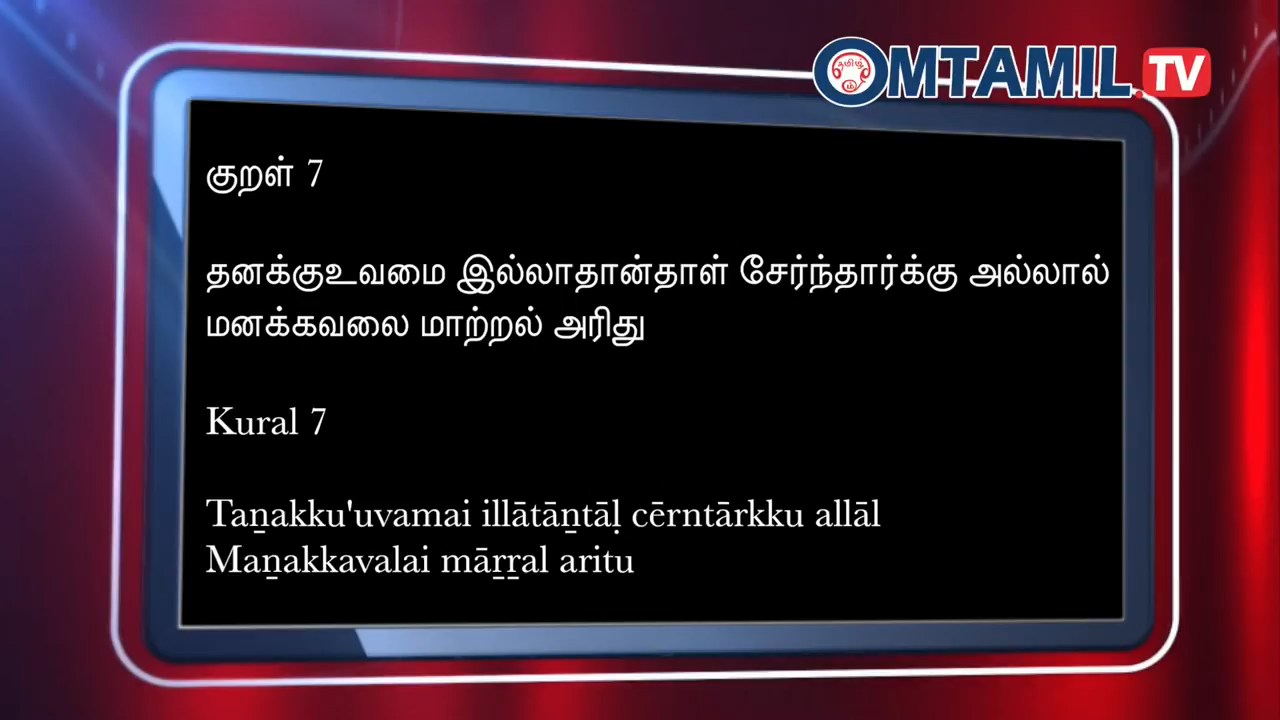 OMTAMIL.TV
குறள் 7
தனக்குஉவமை இல்லாதான்தாள் சேர்ந்தார்க்கு அல்லால்
மனக்கவலை மாற்றல் அரிது
Kural 7
Taṉakku'uvamai illātāṉtāḷ cērntārkku allāl
Maṉakkavalai māṟṟal aritu